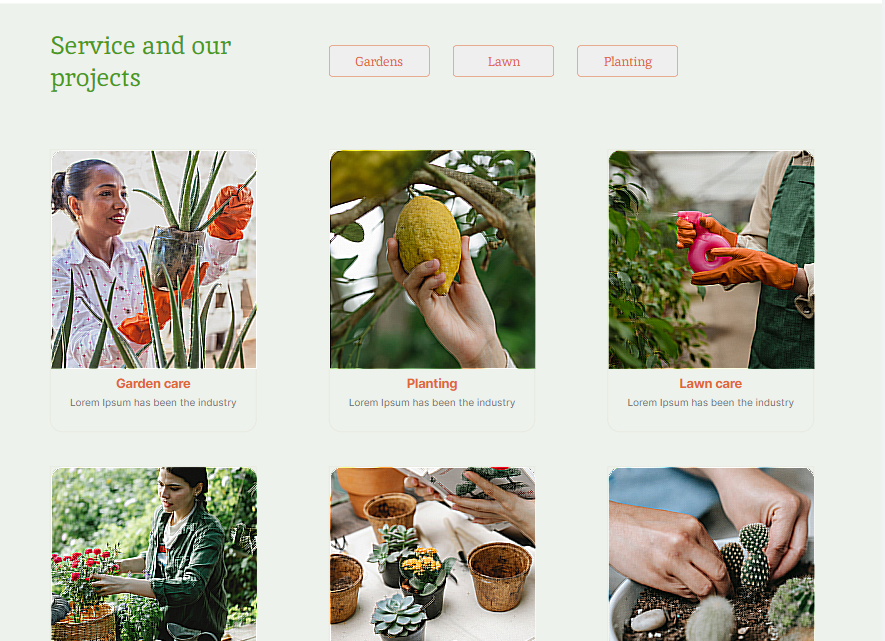 Service and our
projects
Gardens
Lawn
Planting
Garden care
Lorem Ipsum has been the industry
Planting
Lorem Ipsum has been the industry
Lawn care
Lorem Ipsum has been the industry